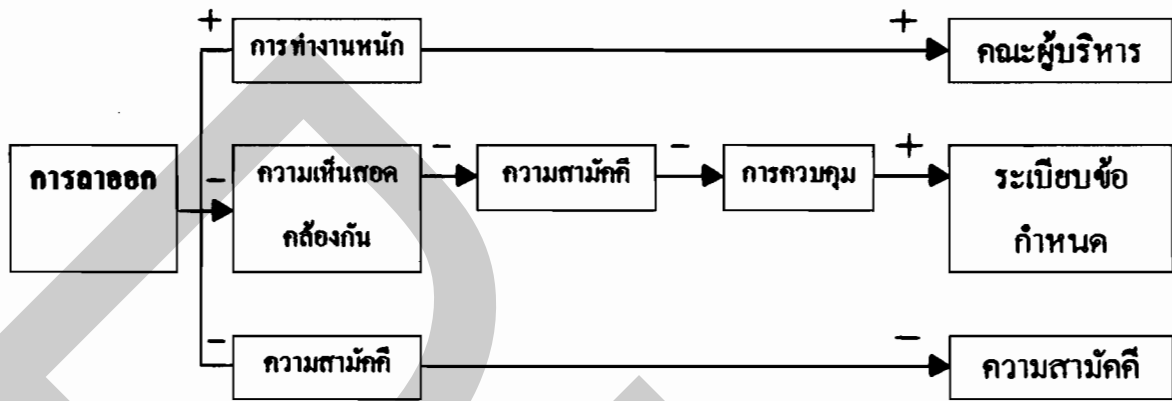 +
การทำงานหนัก
+
คณะผู้บริหาร
การลาออก
-
ความเห็นสอด
คล้องกัน
-
ความสามัคคี
-
การควบคุม
+
ระเบียบข้อ
กำหนด
-
ความสามัคคี
-
ความสามัคคี